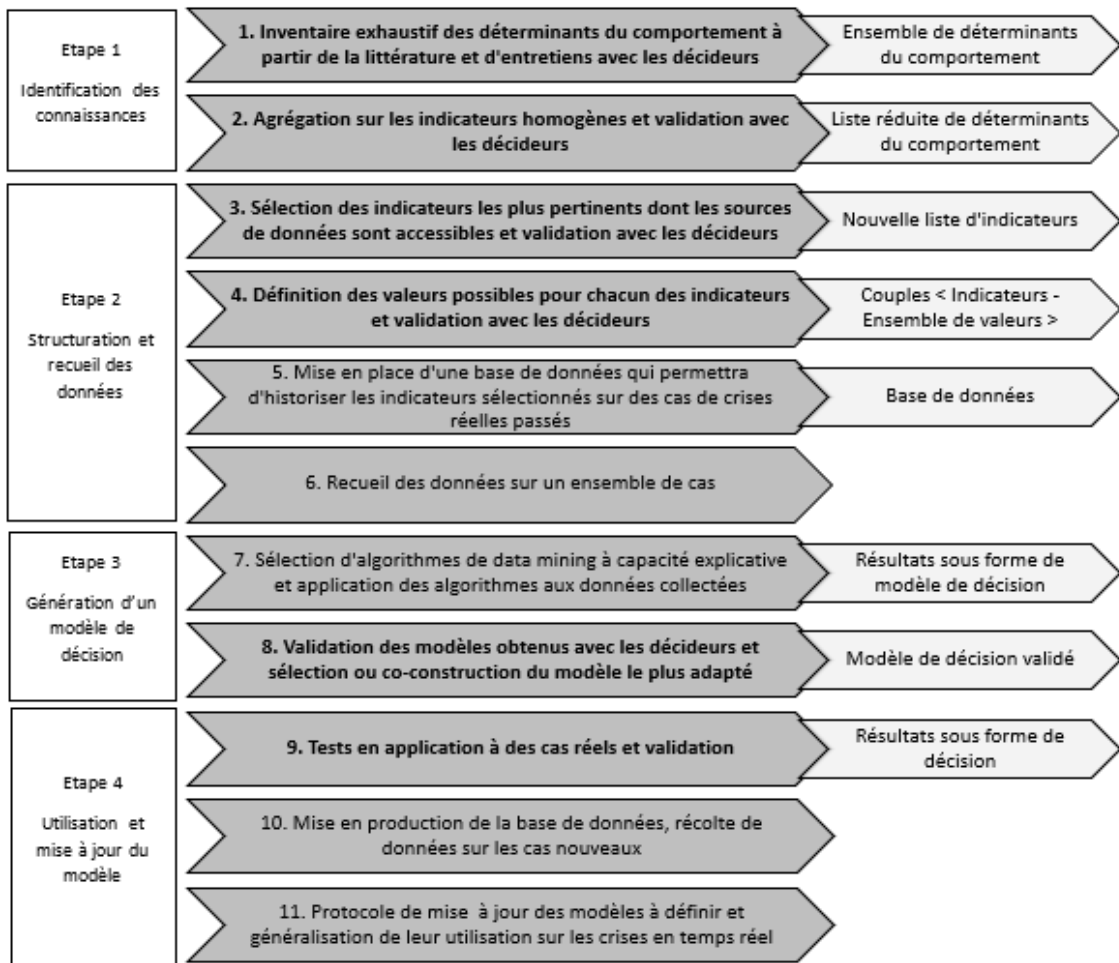 Etape 1
Identification des
connaissances
1. Inventaire exhaustif des déterminants du comportement à
partir de la littérature et d'entretiens avec les décideurs
Ensemble de déterminants
du comportement
2. Agrégation sur les indicateurs homogènes et validation avec
les décideurs
Liste réduite de déterminants
du comportement
Etape 2
Structuration et
recueil des
données
3. Sélection des indicateurs les plus pertinents dont les sources
de données sont accessibles et validation avec les décideurs
Nouvelle liste d'indicateurs
4. Définition des valeurs possibles pour chacun des indicateurs
et validation avec les décideurs
Couples < Indicateurs -
Ensemble de valeurs >
5. Mise en place d'une base de données qui permettra
d'historiser les indicateurs sélectionnés sur des cas de crises
réelles passés
Base de données
6. Recueil des données sur un ensemble de cas
Etape 3
Génération d'un
modèle de
décision
7. Sélection d'algorithmes de data mining à capacité explicative
et application des algorithmes aux données collectées
Résultats sous forme de
modèle de décision
8. Validation des modèles obtenus avec les décideurs et
sélection ou co-construction du modèle le plus adapté
Modèle de décision validé
Etape 4
Utilisation et
mise à jour du
modèle
9. Tests en application à des cas réels et validation
Résultats sous forme de
décision
10. Mise en production de la base de données, récolte de
données sur les cas nouveaux
11. Protocole de mise à jour des modèles à définir et
généralisation de leur utilisation sur les crises en temps réel